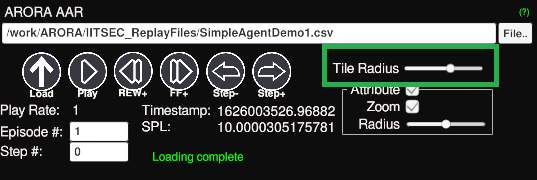 ARORA AAR
(?)
/work/ARORA/IITSEC_ReplayFiles/SimpleAgentDemo1.csv
File..
Load Play REW+ FF+ Step- Step+
Tile Radius
Attribute
Play Rate: 1
Timestamp: 1626003526.96882
Zoom
Episode #: 1
SPL: 10.0000305175781
Radius
Step #: 0
Loading complete